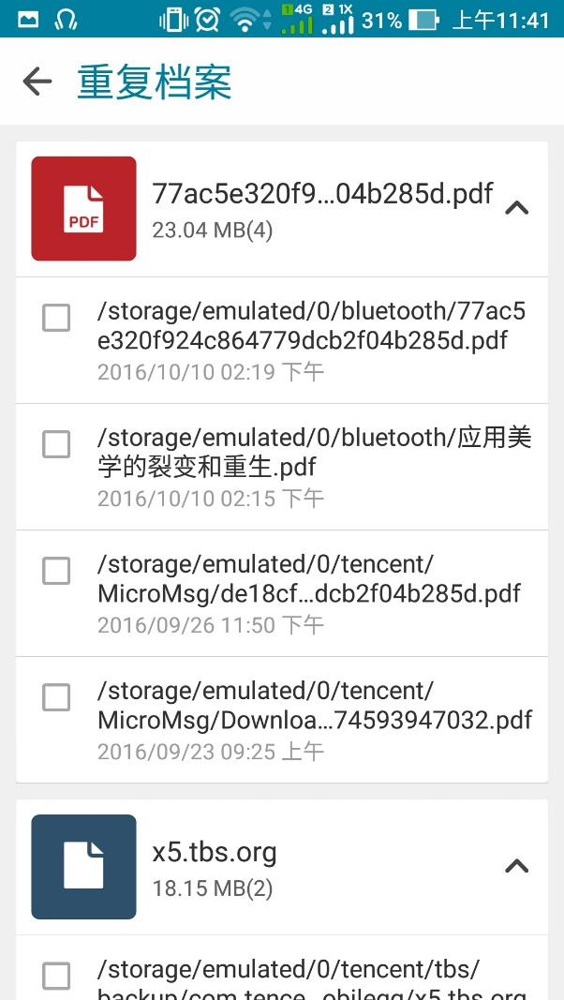 1 4G
2 1X
31%
上午11:41
重复档案
77ac5e320f9...04b285d.pdf
PDF
23.04 MB(4)
/storage/emulated/0/bluetooth/77ac5
e320f924c864779dcb2f04b285d.pdf
2016/10/10 02:19 下午
/storage/emulated/0/bluetooth/应用美
学的裂变和重生.pdf
2016/10/10 02:15 下午
/storage/emulated/0/tencent/
MicroMsg/de18cf...dcb2f04b285d.pdf
2016/09/26 11:50 下午
/storage/emulated/0/tencent/
MicroMsg/Downloa...74593947032.pdf
2016/09/23 09:25 上午
x5.tbs.org
18.15 MB(2)
/storage/emulated/0/tencent/tbs/
backup/com.tence...obileqq/x5.tbs.org